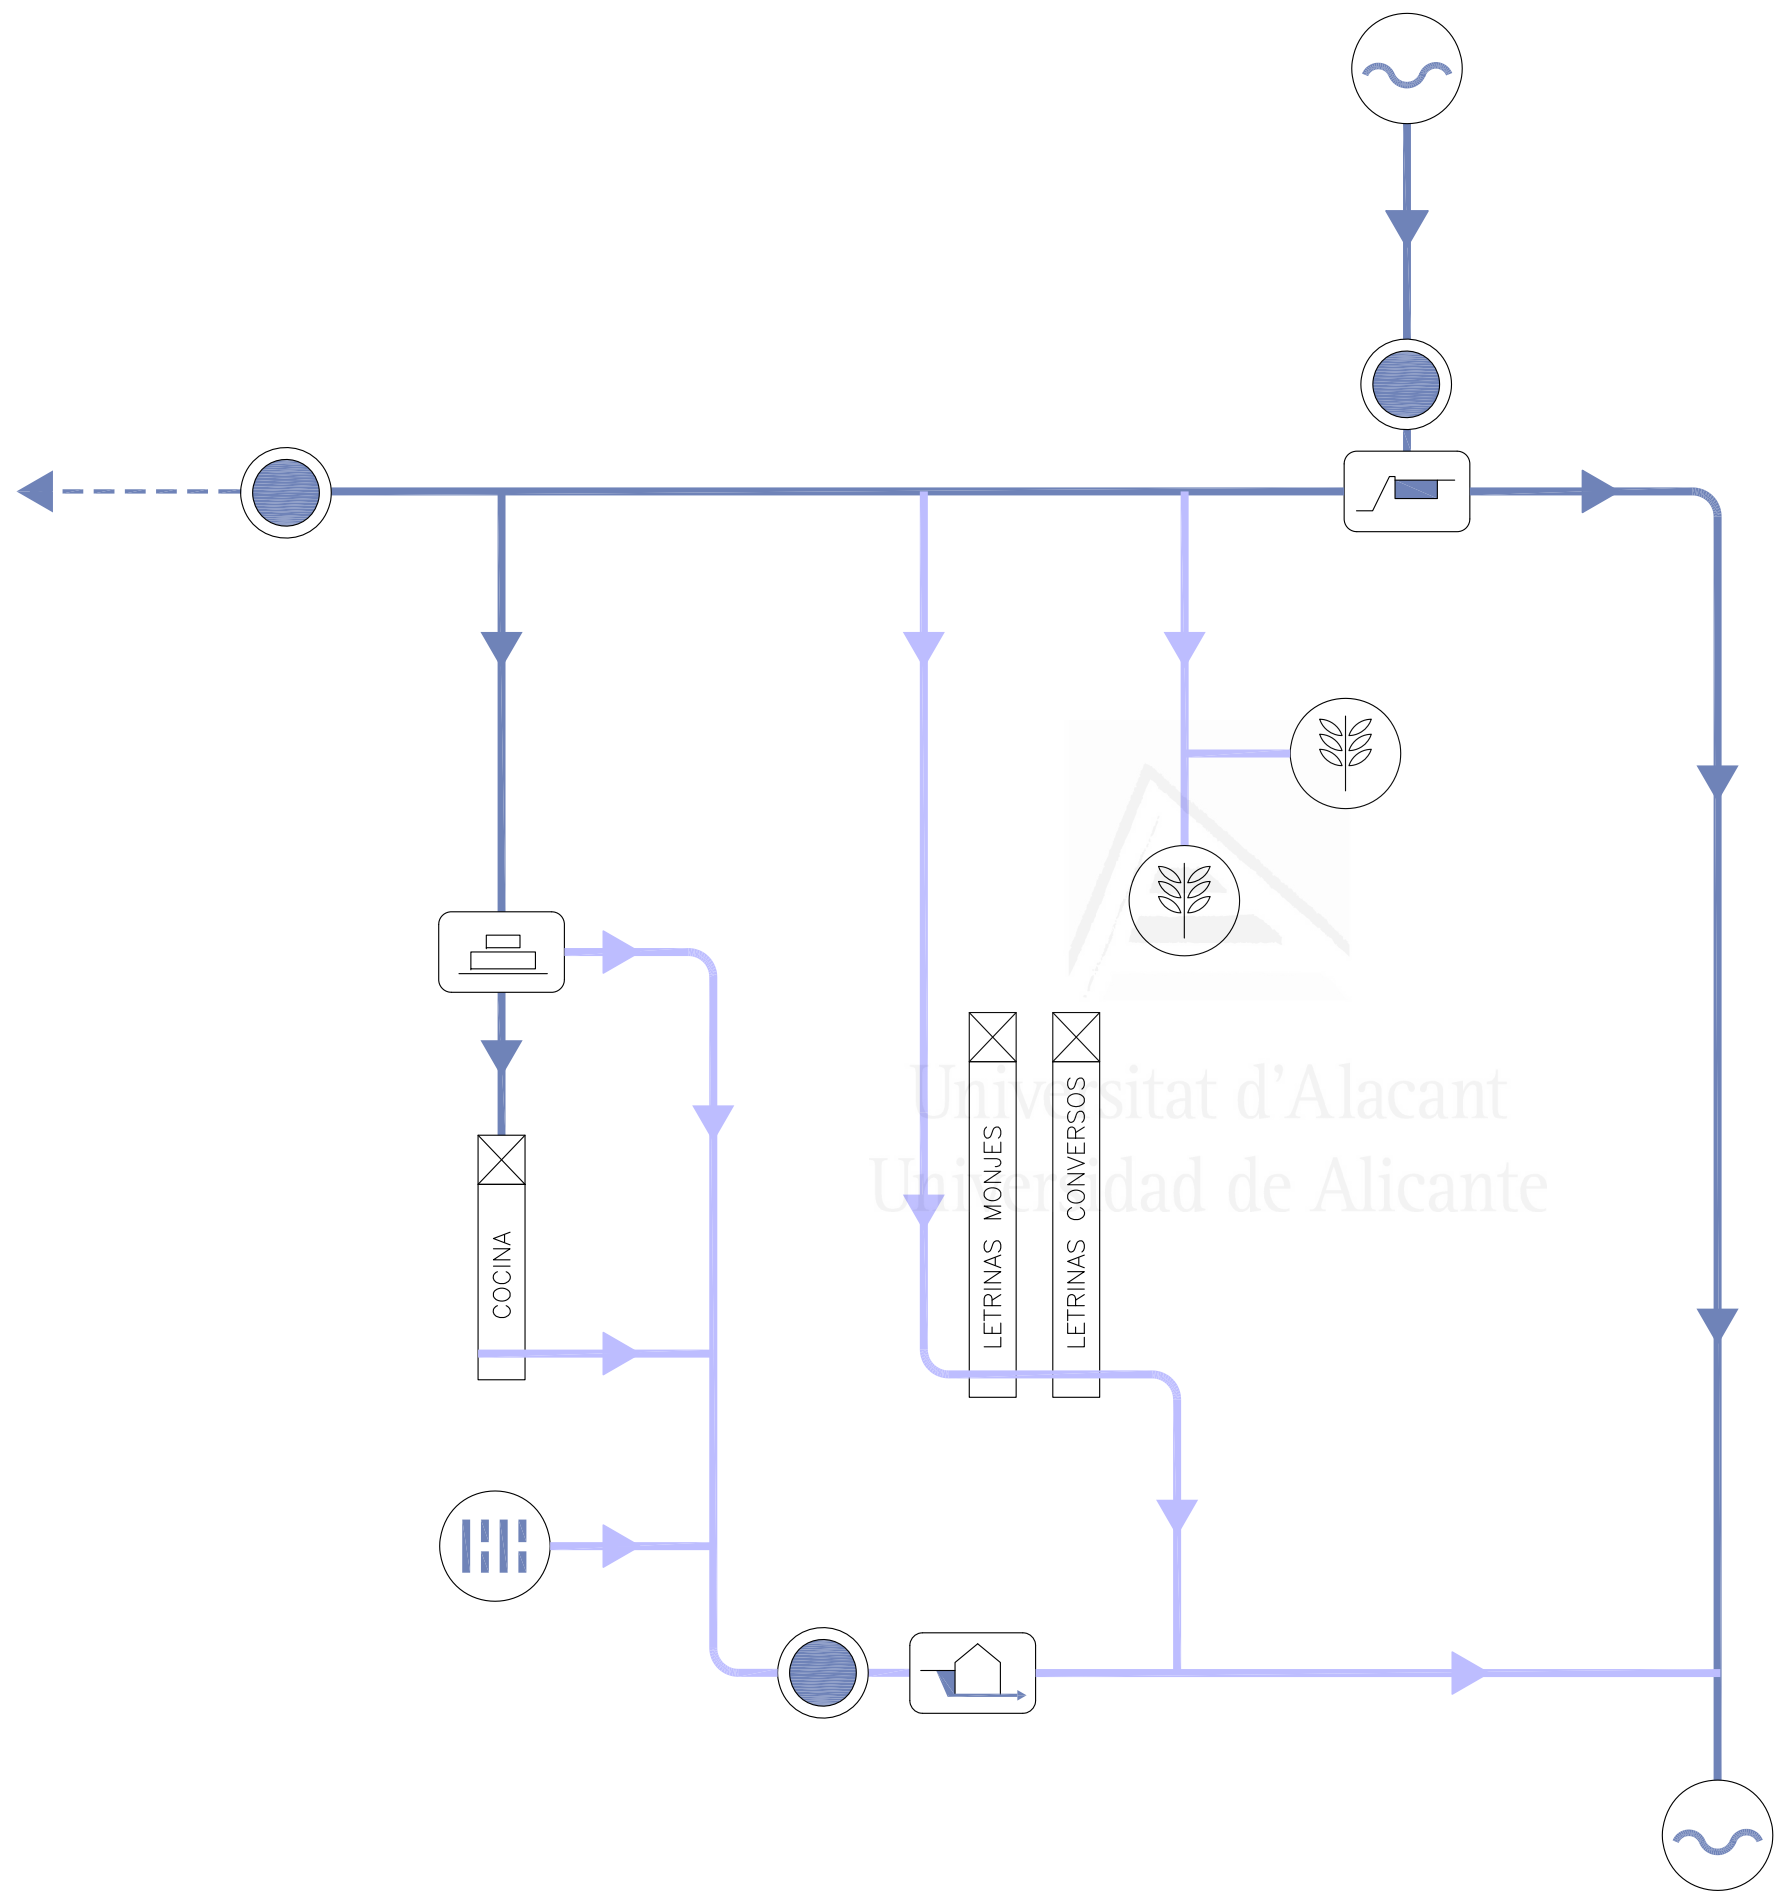 COCINA
LETRINAS MONJES
LETRINAS CONVERSOS
Universitat d'Alacant
Universidad de Alicante